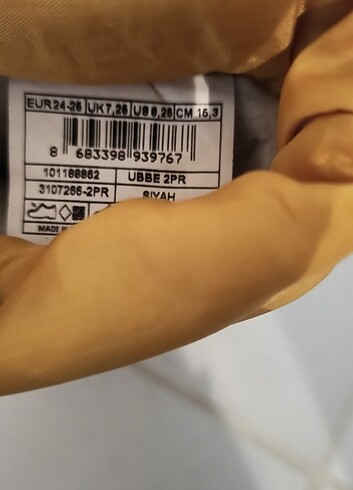 EUR 24-25 UK 7,25 US 8,25 CM 15,3
8 683398 939767
101188862 UBBE 2PR
3107266-2PR SIYAH
MADE